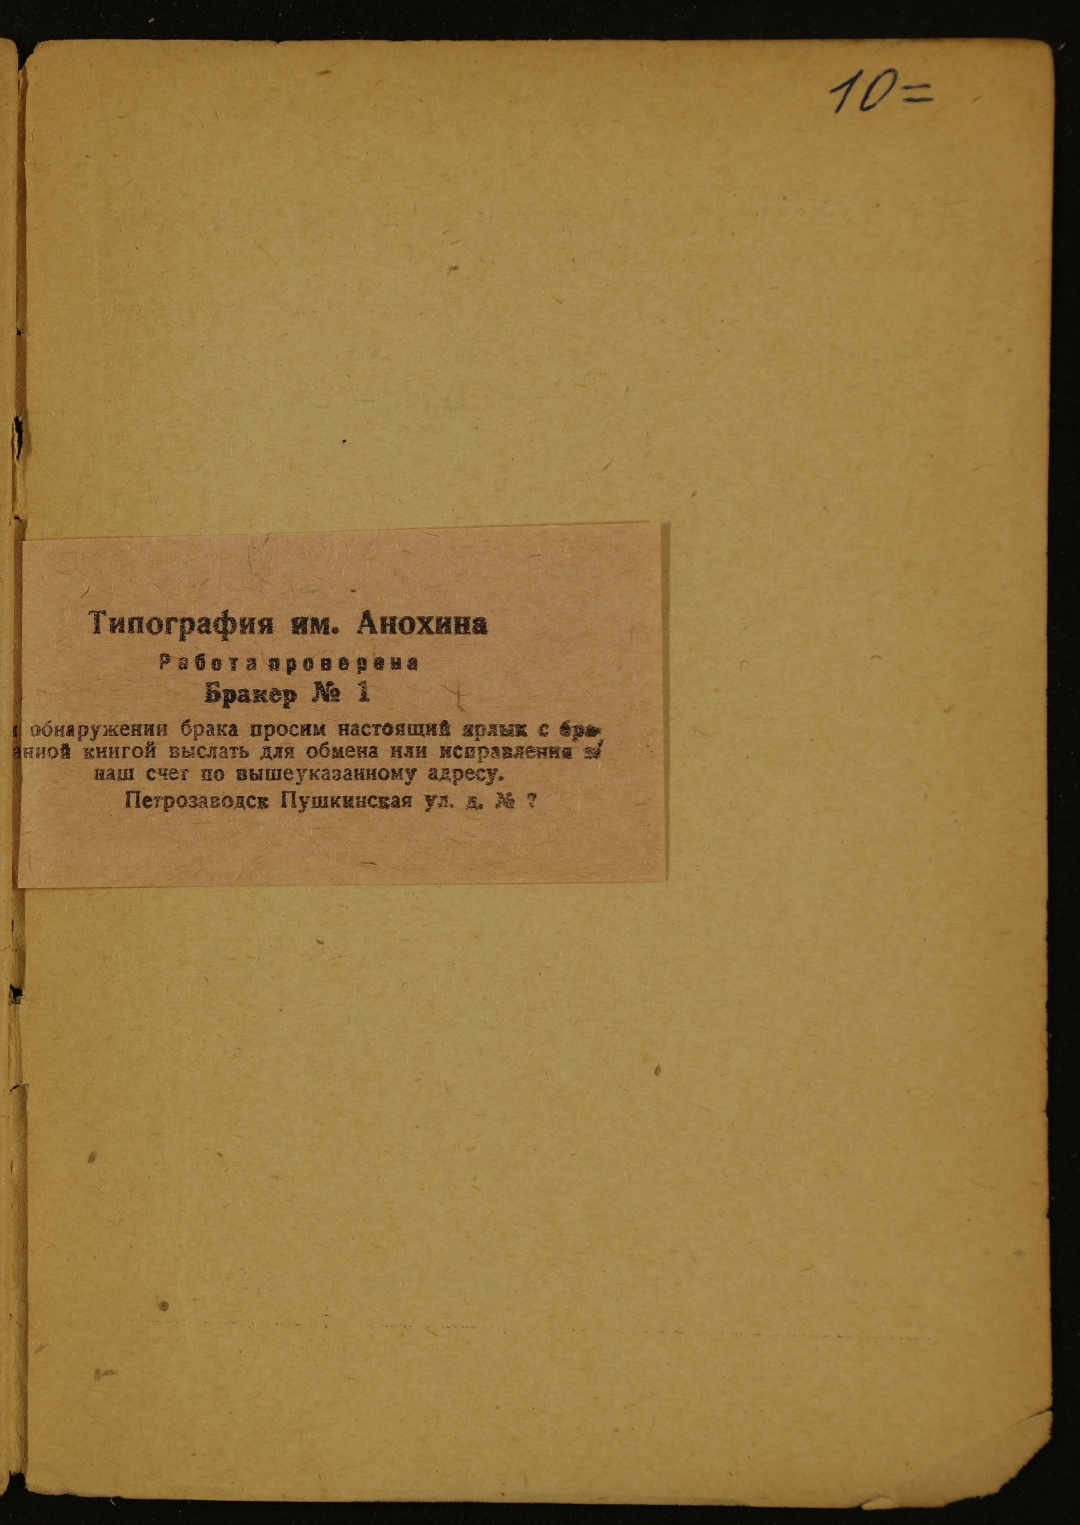 10=
Типография им. Анохина
Работа проверена
Бракер № 1
обнаружении брака просим настоящий ярлык с бра-
нной книгой выслать для обмена или исправления
наш счет по вышеуказанному адресу.
Петрозаводск Пушкинская ул. д. №